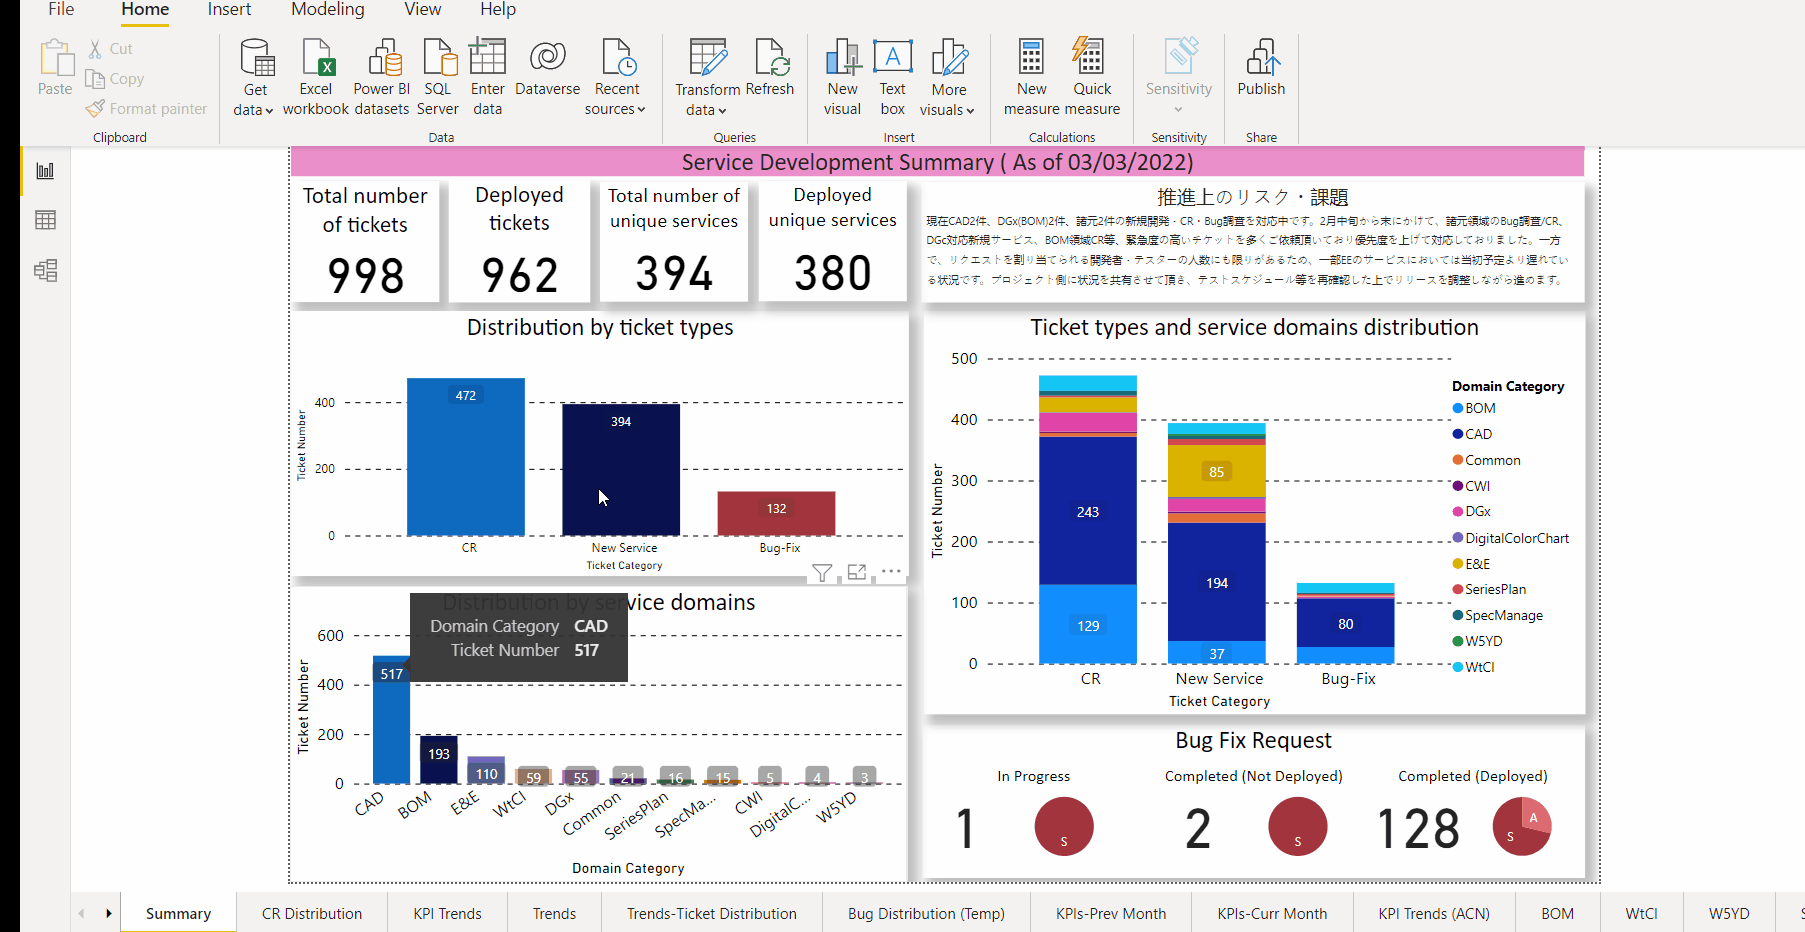 File Home Insert Modeling View Help
Paste
Cut
Copy
Format painter
Clipboard
Get data
Excel workbook
Power BI datasets
SQL Server
Enter data
Dataverse
Recent sources
Data
Transform data
Refresh
Queries
New visual
Text box
More visuals
Insert
New measure
Quick measure
Calculations
Sensitivity
Sensitivity
Publish
Share
Service Development Summary ( As of 03/03/2022)
Total number
of tickets
998
Deployed
tickets
962
Total number of
unique services
394
Deployed
unique services
380
推進上のリスク・課題
現在CAD2件、DGx(BOM)2件、諸元2件の新規開発・CR・Bug調査を対応中です。2月中旬から末にかけて、諸元領域のBug調査/CR、
DGc対応新規サービス、BOM領域CR等、緊急度の高いチケットを多くご依頼頂いており優先度を上げて対応しておりました。一方
で、リクエストを割り当てられる開発者・テスターの人数にも限りがあるため、一部EEのサービスにおいては当初予定より遅れてい
る状況です。プロジェクト側に状況を共有させて頂き、テストスケジュール等を再確認した上でリリースを調整しながら進めます。
Distribution by ticket types
Ticket Number
400
200
0
472
394
132
CR New Service Bug-Fix
Ticket Category
Distribution by service domains
Domain Category CAD
Ticket Number 517
Ticket Number
600
400
200
0
517 193 110 59 55 21 16 15 5 4 3
CAD BOM E&E WtCl DGx Common SeriesPlan SpecMa... CWI DigitalC... W5YD
Domain Category
Ticket types and service domains distribution
Ticket Number
500
400
300
200
100
0
243
129
85
194
37
80
CR New Service Bug-Fix
Ticket Category
Domain Category
BOM
CAD
Common
CWI
DGx
DigitalColorChart
E&E
SeriesPlan
SpecManage
W5YD
WtCl
Bug Fix Request
In Progress Completed (Not Deployed) Completed (Deployed)
1 S 2 S 128 S A
Summary CR Distribution KPI Trends Trends Trends-Ticket Distribution Bug Distribution (Temp) KPIs-Prev Month KPIs-Curr Month KPI Trends (ACN) BOM WtCl W5YD